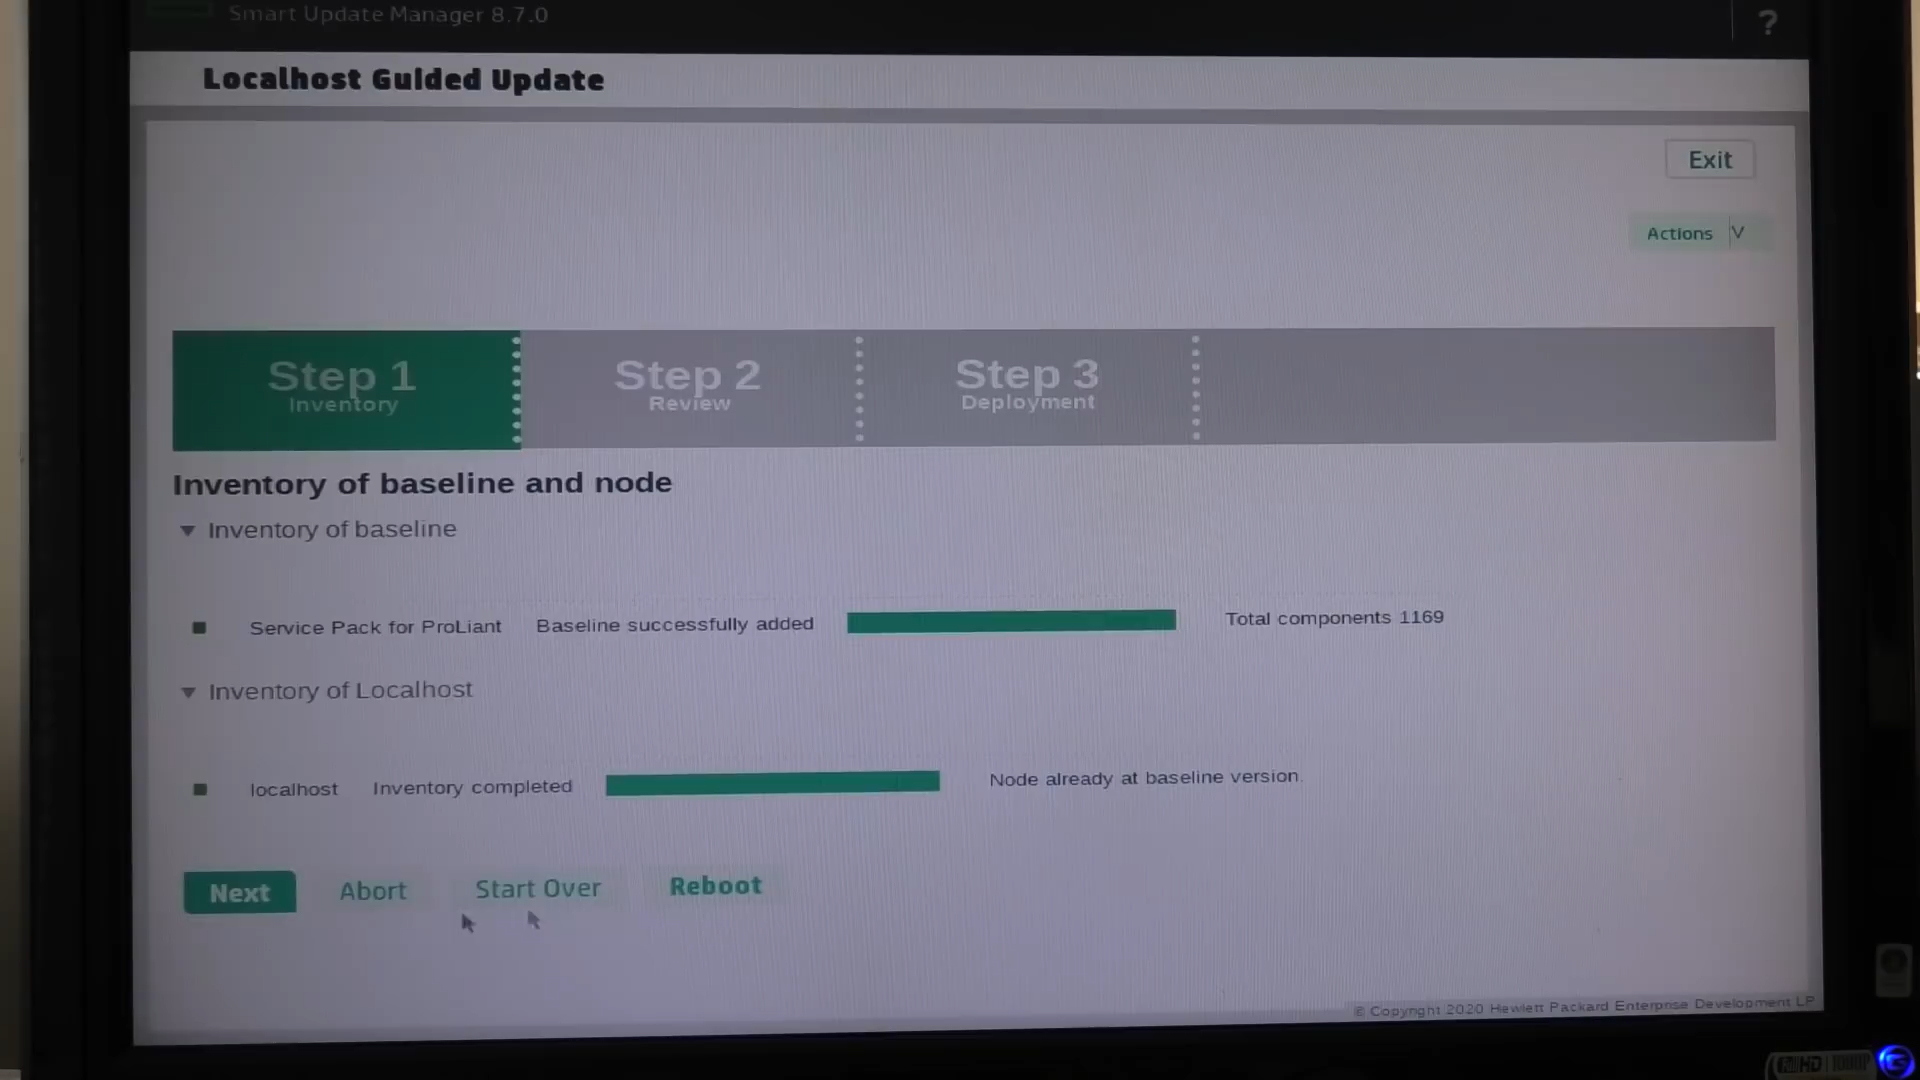 Smart Update Manager 8.7.0
?
Localhost Guided Update
Exit
Actions
Step 1
Inventory
Step 2
Review
Step 3
Deployment
Inventory of baseline and node
Inventory of baseline
Service Pack for ProLiant Baseline successfully added Total components 1169
Inventory of Localhost
localhost Inventory completed Node already at baseline version.
Next Abort Start Over Reboot
© Copyright 2020 Hewlett Packard Enterprise Development LP
Full HD 1080P